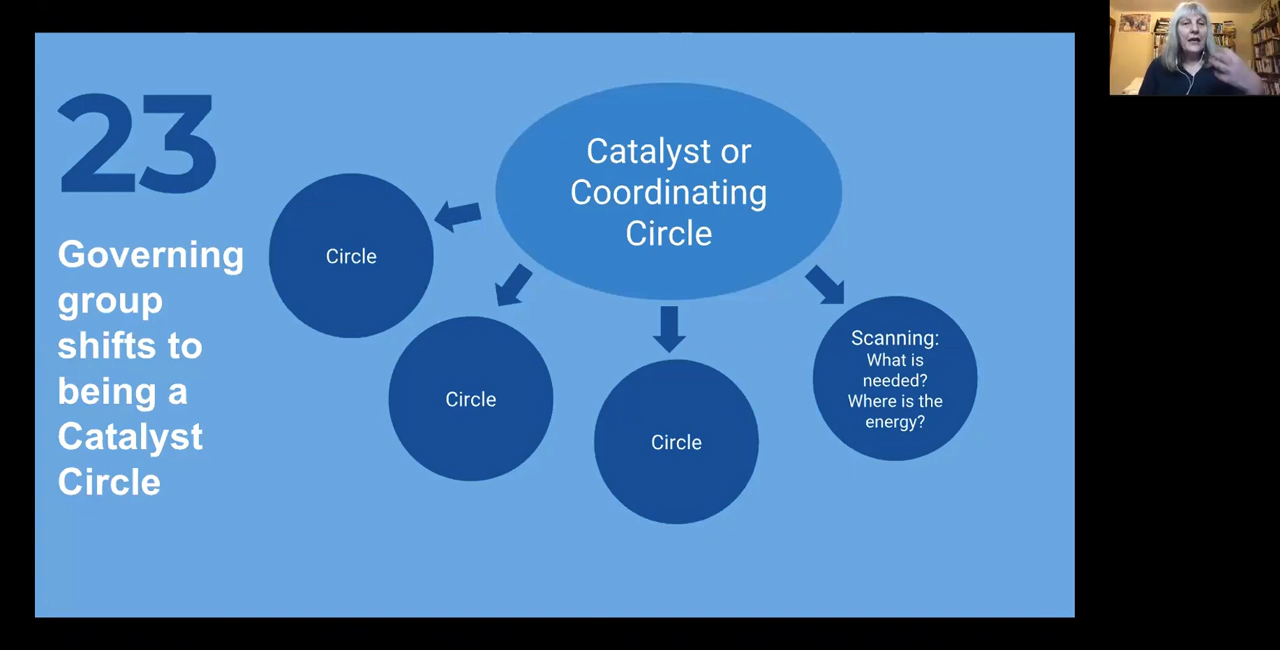 23
Governing
group
shifts to
being a
Catalyst
Circle
Catalyst or
Coordinating
Circle
Circle
Circle
Circle
Scanning:
What is
needed?
Where is the
energy?